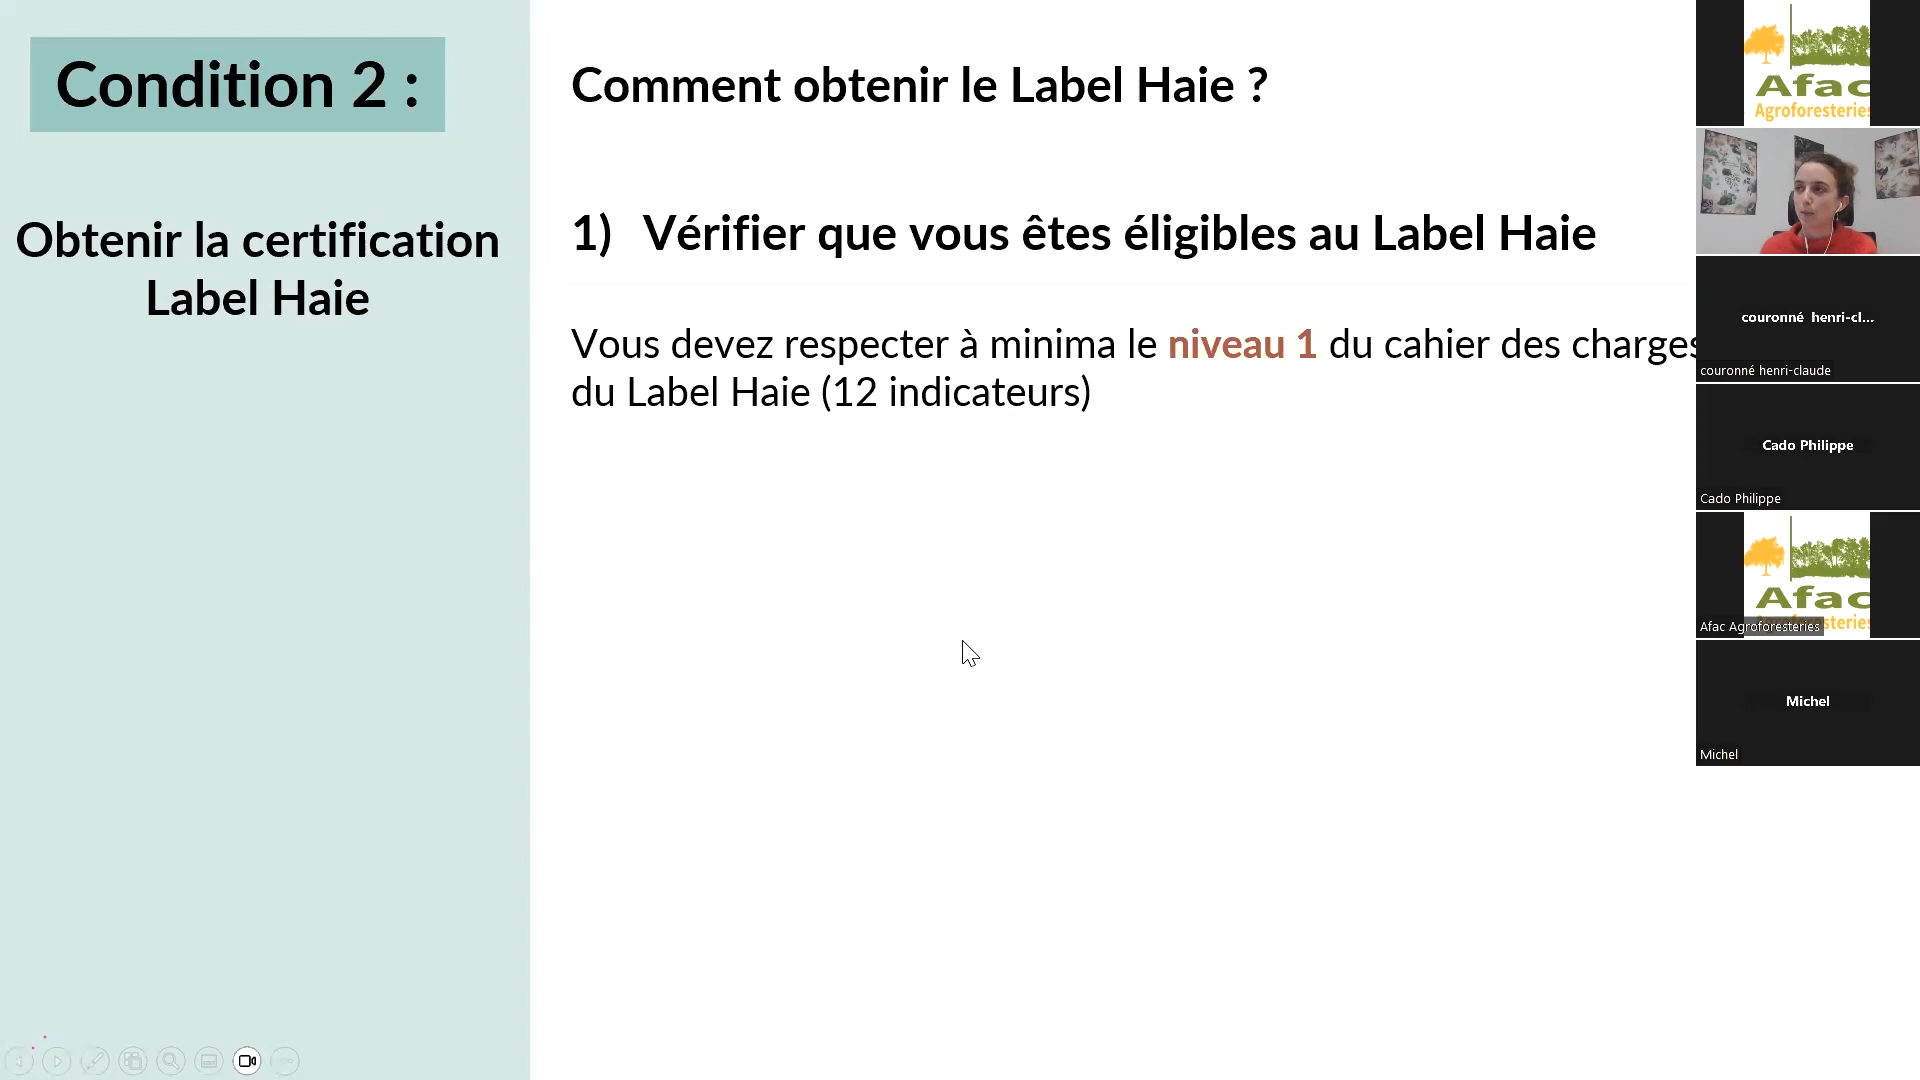 Condition 2 :
Obtenir la certification
Label Haie
Comment obtenir le Label Haie ?
1) Vérifier que vous êtes éligibles au Label Haie
Vous devez respecter à minima le niveau 1 du cahier des charges
du Label Haie (12 indicateurs)
Afac
Agroforesteries
couronné henri-cl...
couronné henri-claude
Cado Philippe
Cado Philippe
Afac
Afac Agroforesteries
Michel
Michel